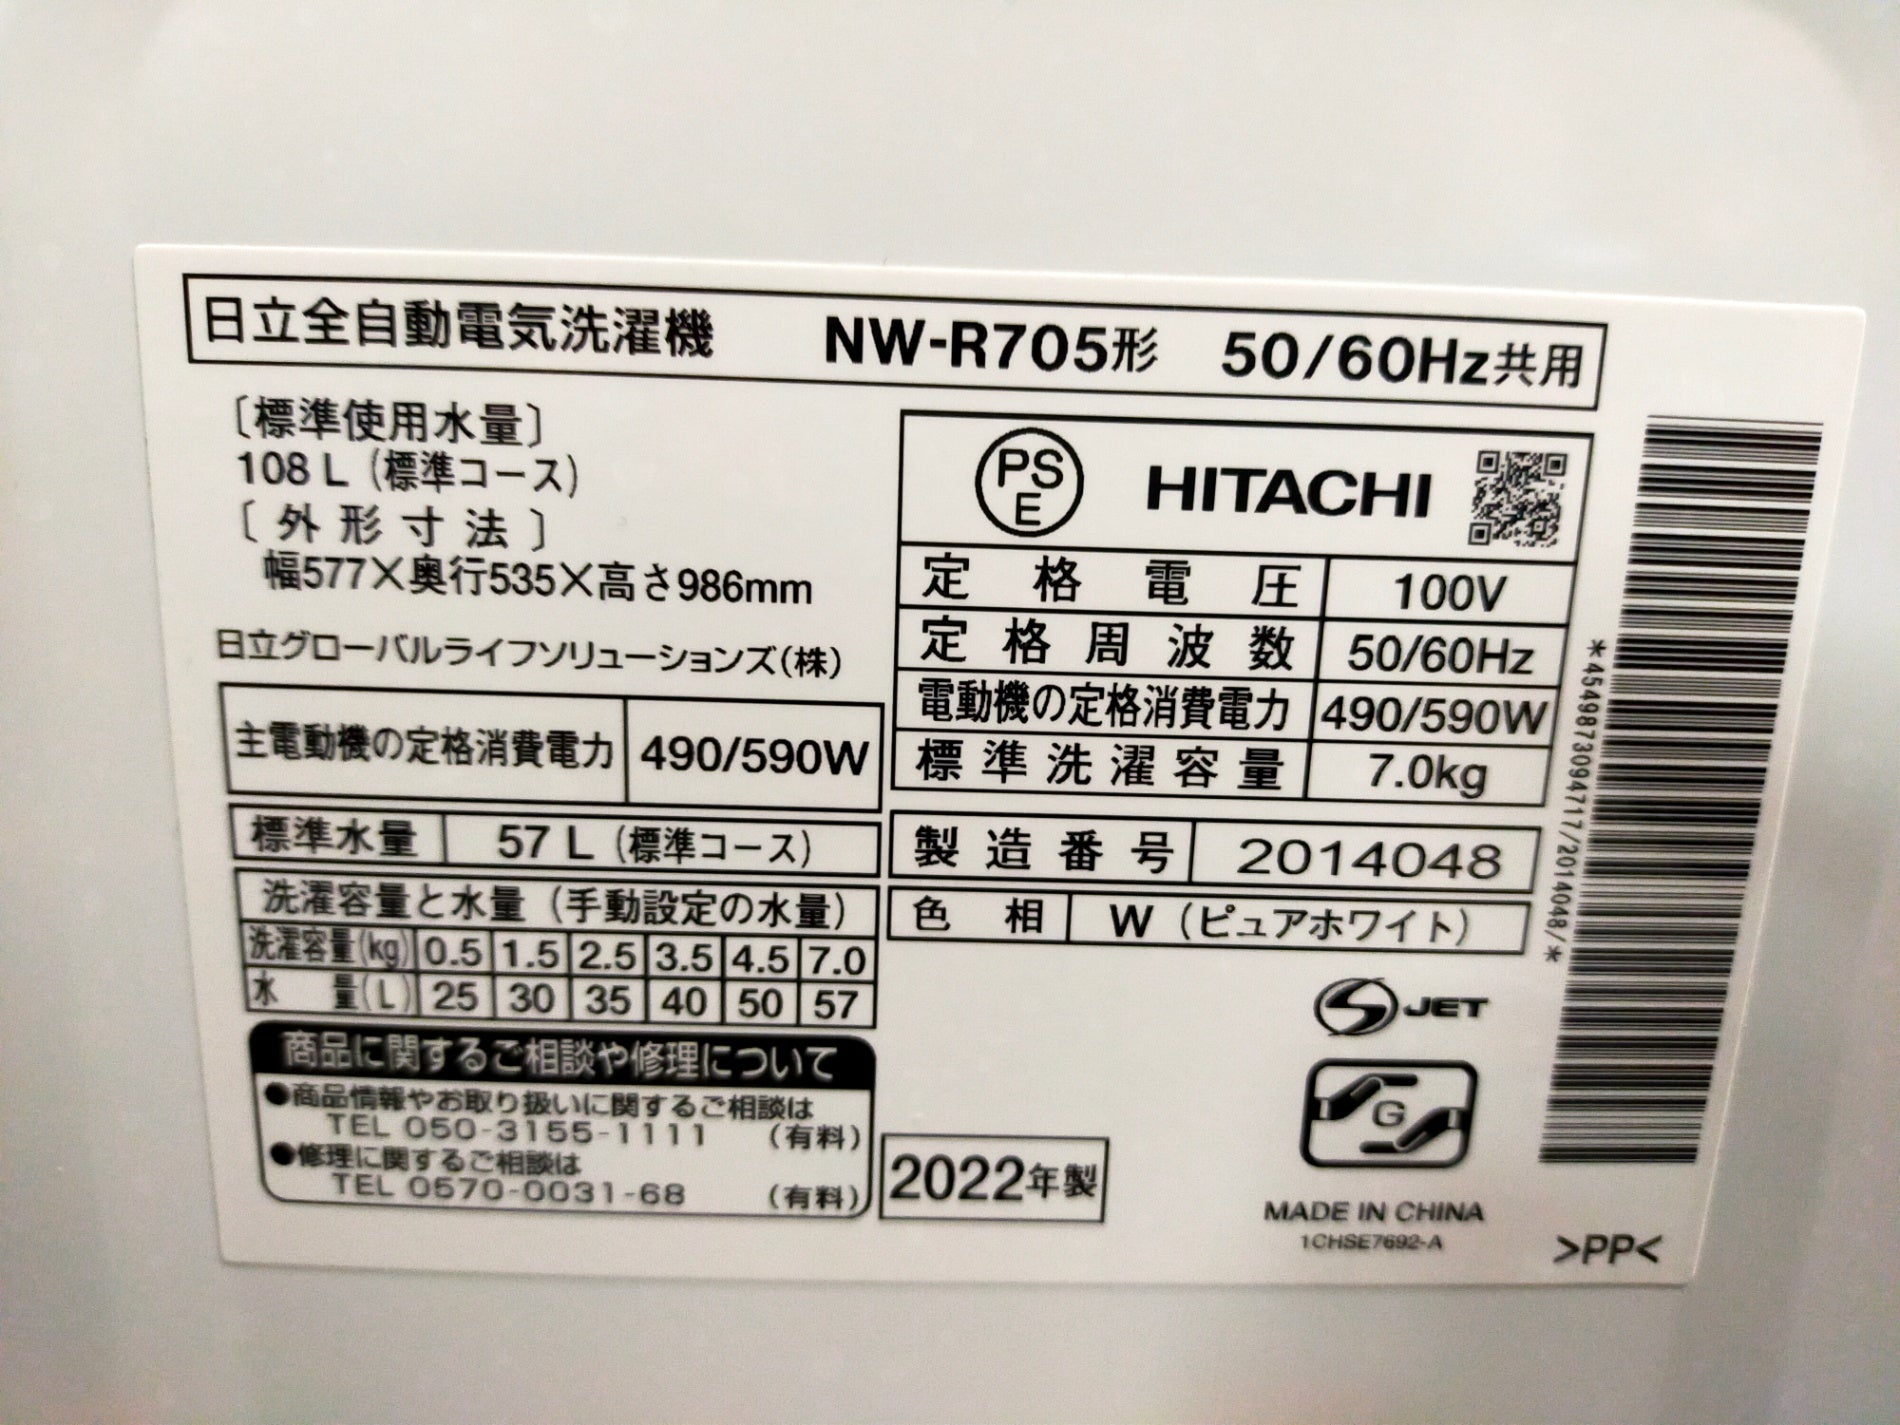 日立全自動電気洗濯機 NW-R705形 50/60Hz共用
〔標準使用水量〕
108 L (標準コース)
〔外形寸法〕
幅577×奥行535×高さ986mm
日立グローバルライフソリューションズ(株)
主電動機の定格消費電力 490/590W
標準水量 57 L (標準コース)
洗濯容量と水量 (手動設定の水量)
洗濯容量(kg) 0.5 1.5 2.5 3.5 4.5 7.0
水量(L) 25 30 35 40 50 57
商品に関するご相談や修理について
●商品情報やお取り扱いに関するご相談は
TEL 050-3155-1111 (有料)
●修理に関するご相談は
TEL 0570-0031-68 (有料)
PS
E
HITACHI
定格電圧 100V
定格周波数 50/60Hz
電動機の定格消費電力 490/590W
標準洗濯容量 7.0kg
製造番号 2014048
色相 W (ピュアホワイト)
JET
G
2022年製
MADE IN CHINA
1CHSE7692-A
>PP<
*4549873094717/2014048/*